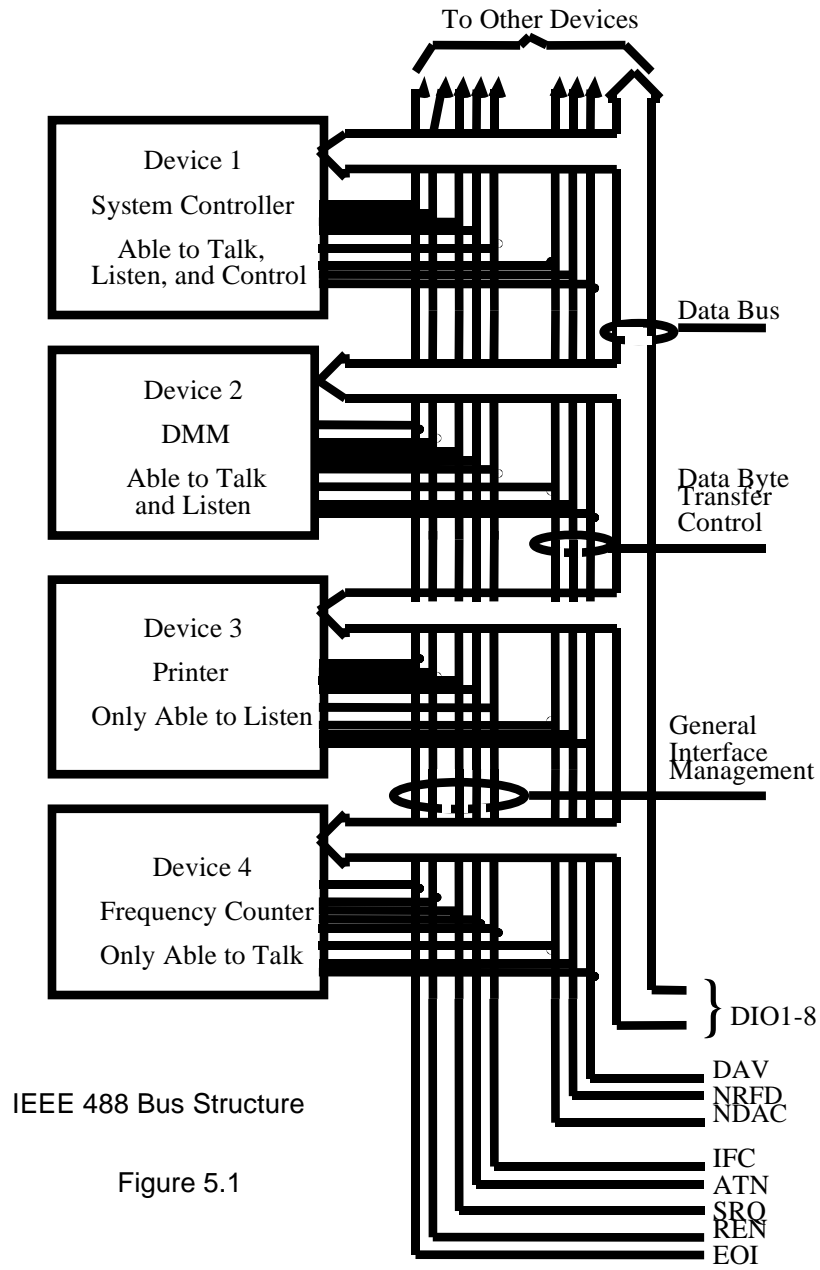 To Other Devices
Device 1
System Controller
Able to Talk,
Listen, and Control
Data Bus
Device 2
DMM
Able to Talk
and Listen
Data Byte
Transfer
Control
Device 3
Printer
Only Able to Listen
General
Interface
Management
Device 4
Frequency Counter
Only Able to Talk
} DIO1-8
DAV
NRFD
NDAC
IFC
ATN
SRQ
REN
EOI
IEEE 488 Bus Structure
Figure 5.1